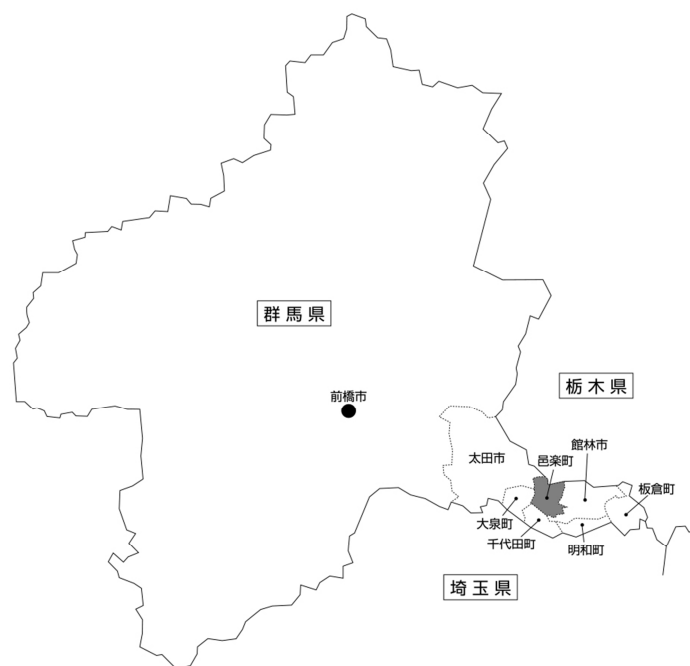 群馬県
前橋市
栃木県
太田市
邑楽町
館林市
板倉町
大泉町
千代田町
明和町
埼玉県